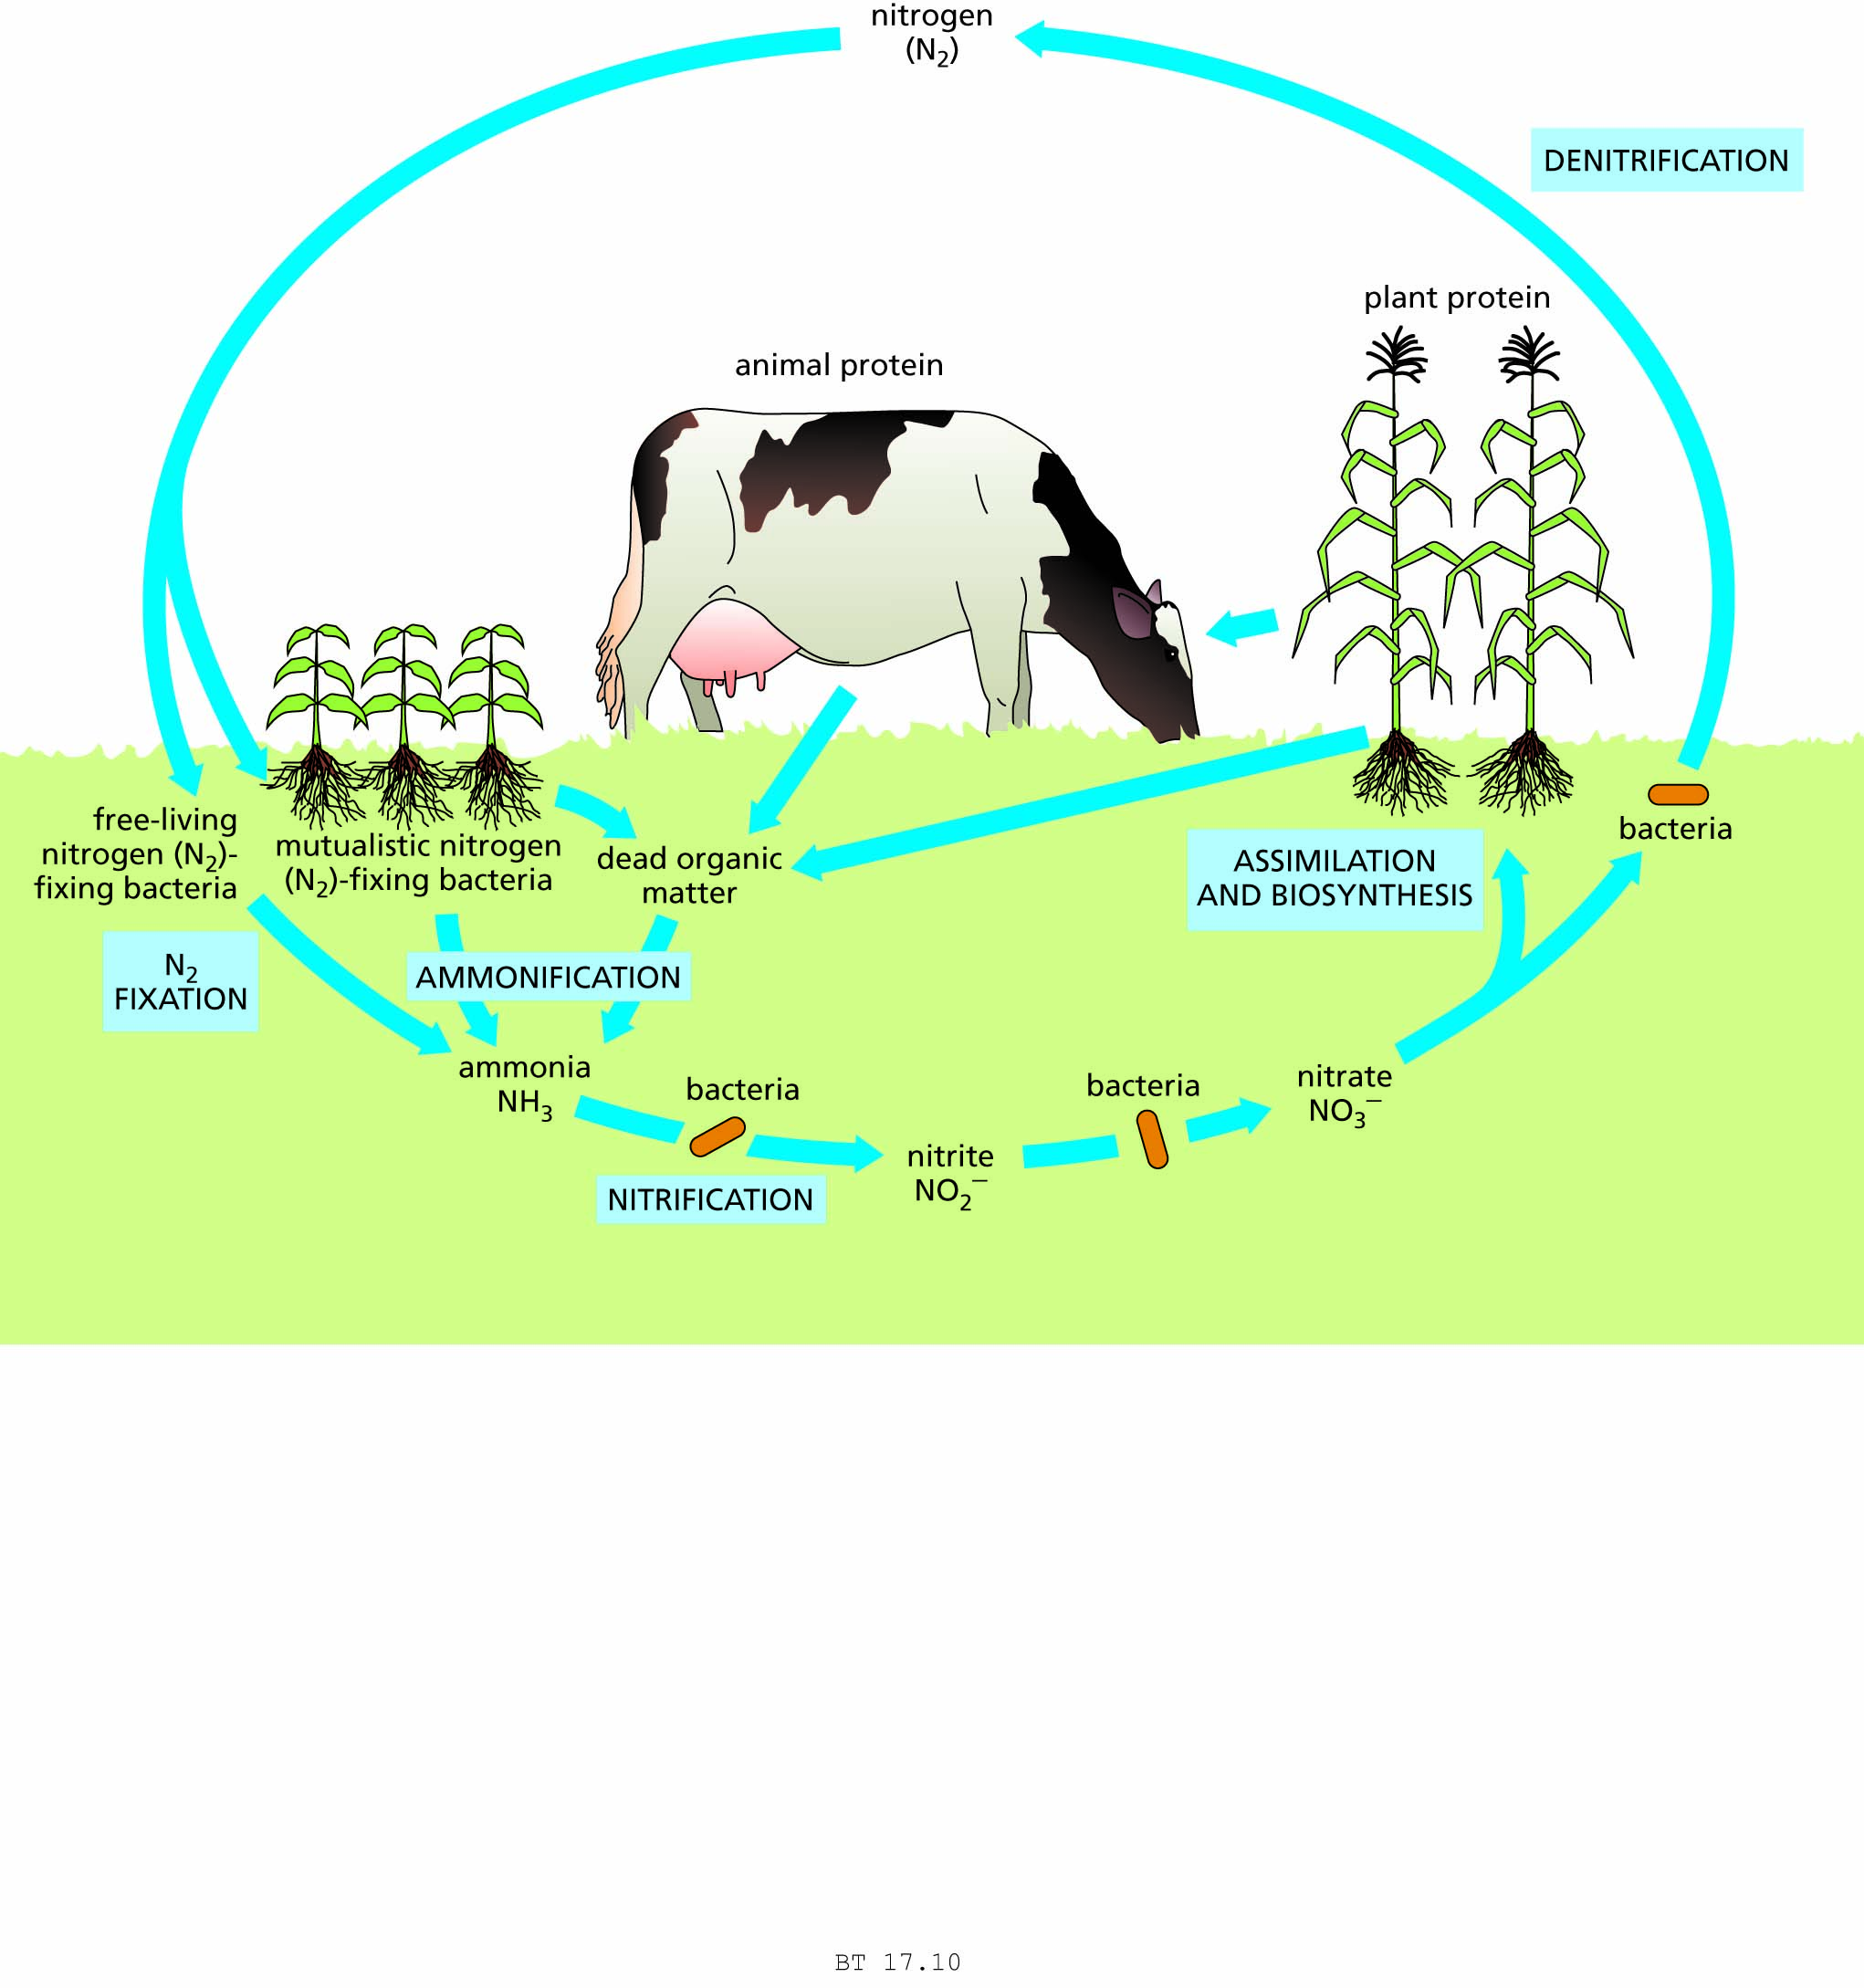 nitrogen
(N₂)
DENITRIFICATION
plant protein
animal protein
free-living
nitrogen (N₂)-
fixing bacteria
mutualistic nitrogen
(N₂)-fixing bacteria
dead organic
matter
ASSIMILATION
AND BIOSYNTHESIS
bacteria
N₂
FIXATION
AMMONIFICATION
ammonia
NH₃
bacteria
NITRIFICATION
nitrite
NO₂⁻
bacteria
nitrate
NO₃⁻
BT 17.10